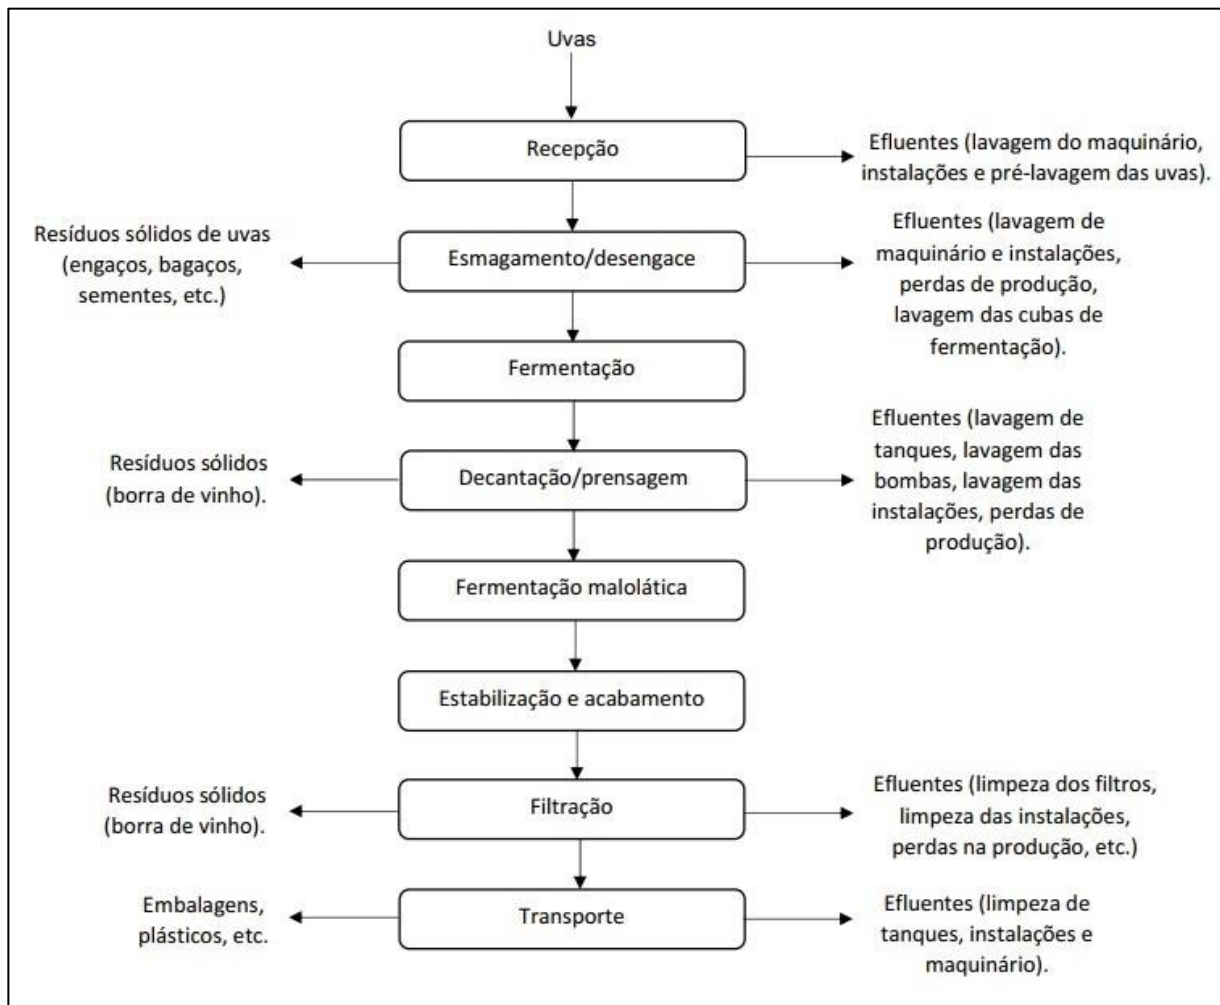 Uvas
Recepção
Efluentes (lavagem do maquinário,
instalações e pré-lavagem das uvas).
Resíduos sólidos de uvas
(engaços, bagaços,
sementes, etc.)
Esmagamento/desengace
Efluentes (lavagem de
maquinário e instalações,
perdas de produção,
lavagem das cubas de
fermentação).
Fermentação
Resíduos sólidos
(borra de vinho).
Decantação/prensagem
Efluentes (lavagem de
tanques, lavagem das
bombas, lavagem das
instalações, perdas de
produção).
Fermentação malolática
Estabilização e acabamento
Resíduos sólidos
(borra de vinho).
Filtração
Efluentes (limpeza dos filtros,
limpeza das instalações,
perdas na produção, etc.)
Embalagens,
plásticos, etc.
Transporte
Efluentes (limpeza de
tanques, instalações e
maquinário).